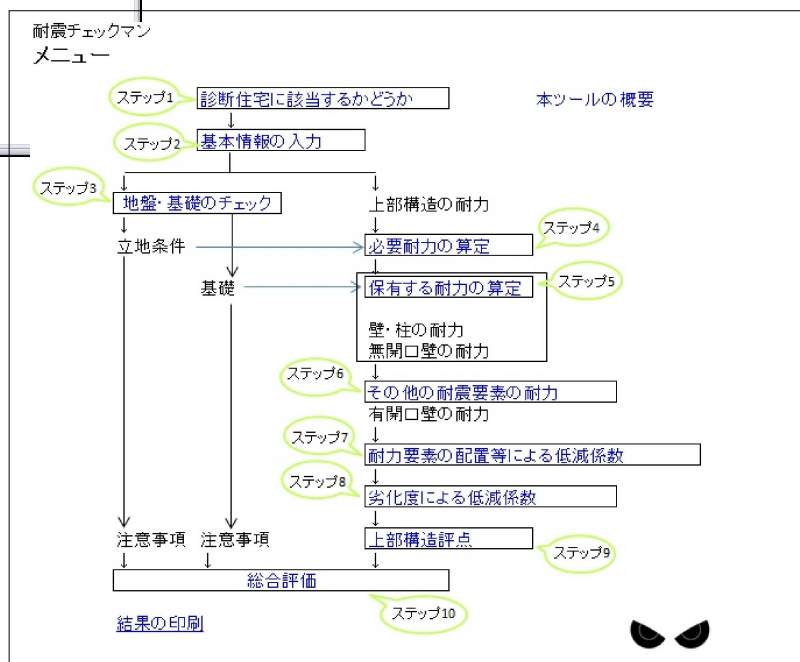 耐震チェックマン
メニュー
ステップ1
診断住宅に該当するかどうか
本ツールの概要
ステップ2
基本情報の入力
ステップ3
地盤・基礎のチェック
上部構造の耐力
ステップ4
立地条件
必要耐力の算定
ステップ5
基礎
保有する耐力の算定
壁・柱の耐力
無開口壁の耐力
ステップ6
その他の耐震要素の耐力
有開口壁の耐力
ステップ7
耐力要素の配置等による低減係数
ステップ8
劣化度による低減係数
注意事項
注意事項
上部構造評点
ステップ9
総合評価
ステップ10
結果の印刷